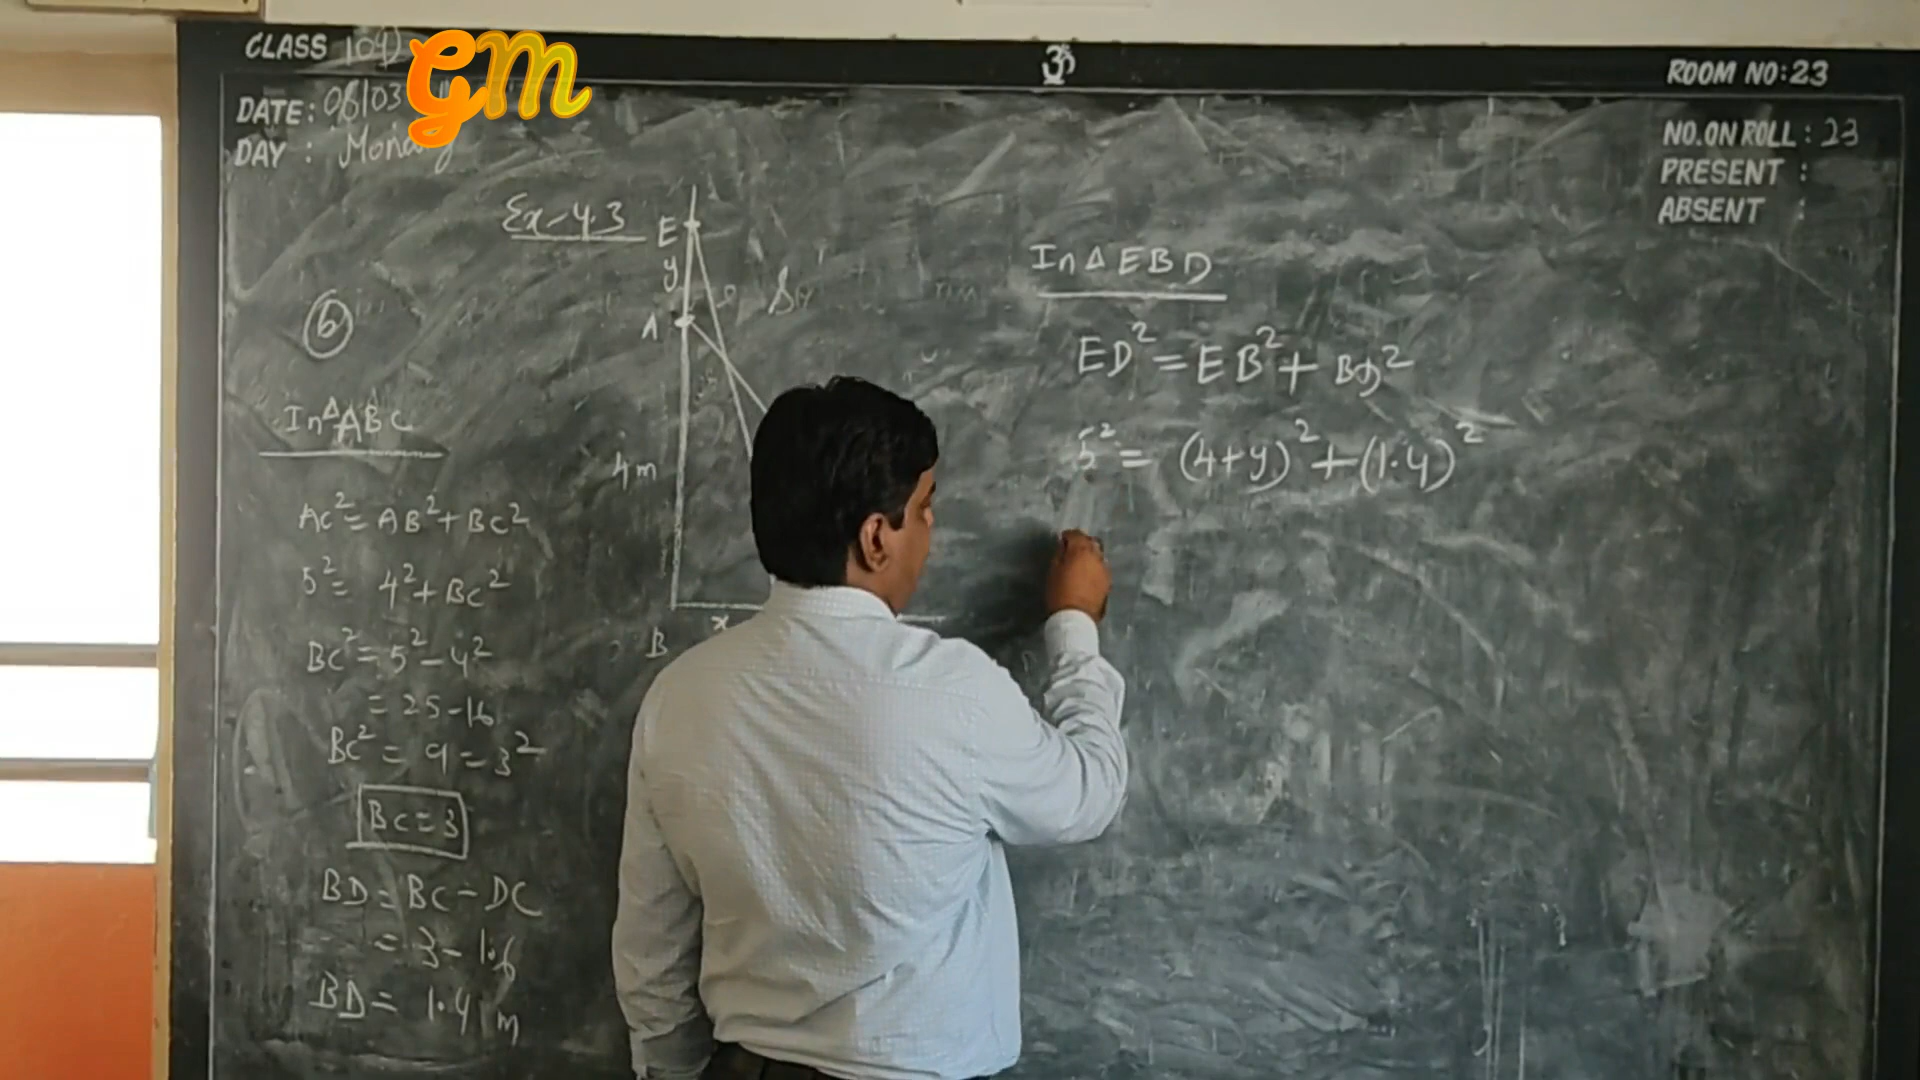 CLASS 10
GM
ॐ
ROOM NO:23
DATE: 06/03
DAY : Monday
NO.ON ROLL : 23
PRESENT :
ABSENT :
Ex-4.3
E
y
A
4m
B
x
6
In ΔABC
AC²= AB²+ BC²
5²= 4²+ BC²
BC²= 5²-4²
= 25-16
BC² = 9 = 3²
BC = 3
BD = BC - DC
= 3 - 1.6
BD = 1.4 m
In Δ EBD
ED² = EB² + BD²
5² = (4+y)² + (1.4)²